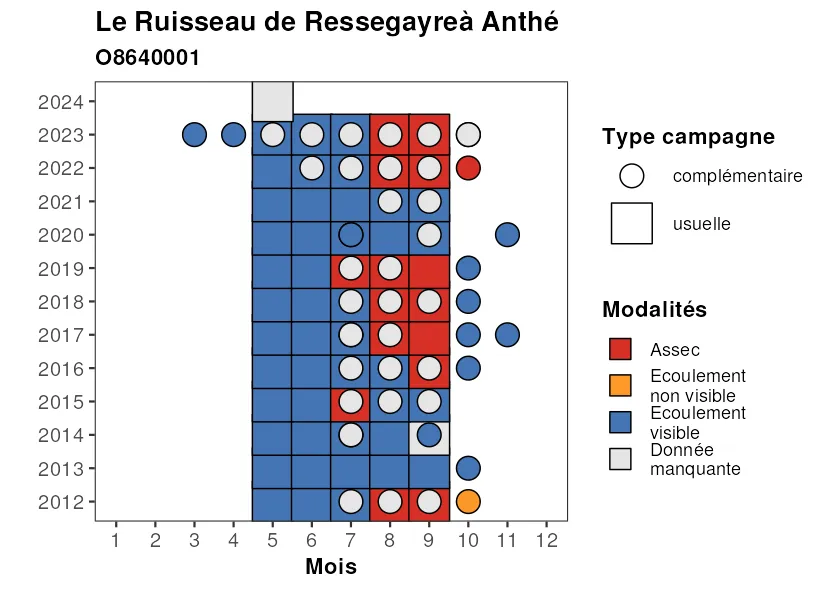 Le Ruisseau de Ressegayreà Anthé
O8640001
2024
2023
2022
2021
2020
2019
2018
2017
2016
2015
2014
2013
2012
1 2 3 4 5 6 7 8 9 10 11 12
Mois
Type campagne
complémentaire
usuelle
Modalités
Assec
Ecoulement
non visible
Ecoulement
visible
Donnée
manquante